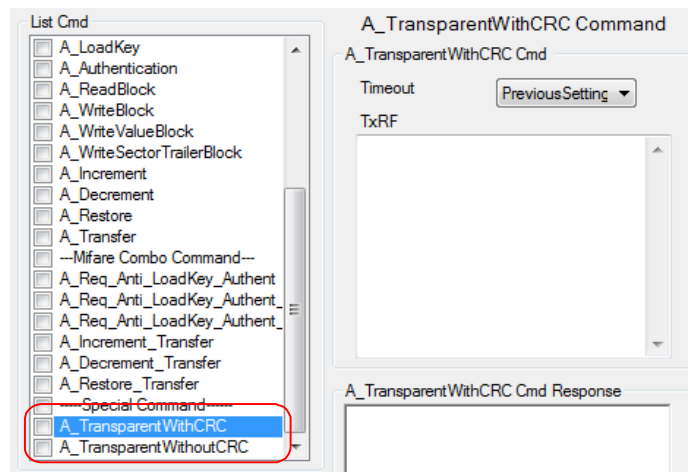 List Cmd
A_LoadKey
A_Authentication
A_ReadBlock
A_WriteBlock
A_WriteValueBlock
A_WriteSectorTrailerBlock
A_Increment
A_Decrement
A_Restore
A_Transfer
---Mifare Combo Command---
A_Req_Anti_LoadKey_Authent
A_Req_Anti_LoadKey_Authent_
A_Req_Anti_LoadKey_Authent_
A_Increment_Transfer
A_Decrement_Transfer
A_Restore_Transfer
-----Special Command------
A_TransparentWithCRC
A_TransparentWithoutCRC
A_TransparentWithCRC Command
A_TransparentWithCRC Cmd
Timeout PreviousSetting
TxRF
A_TransparentWithCRC Cmd Response